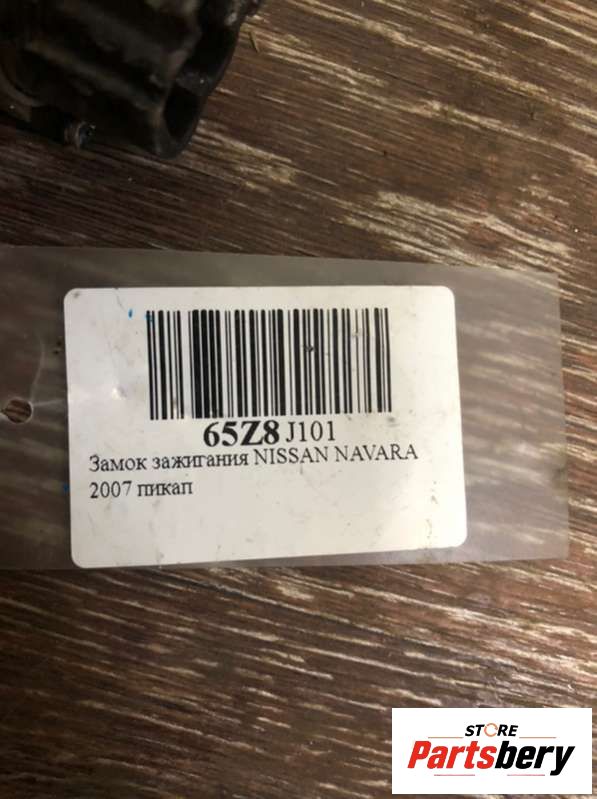 65Z8 J101
Замок зажигания NISSAN NAVARA
2007 пикап
STORE
Partsbery